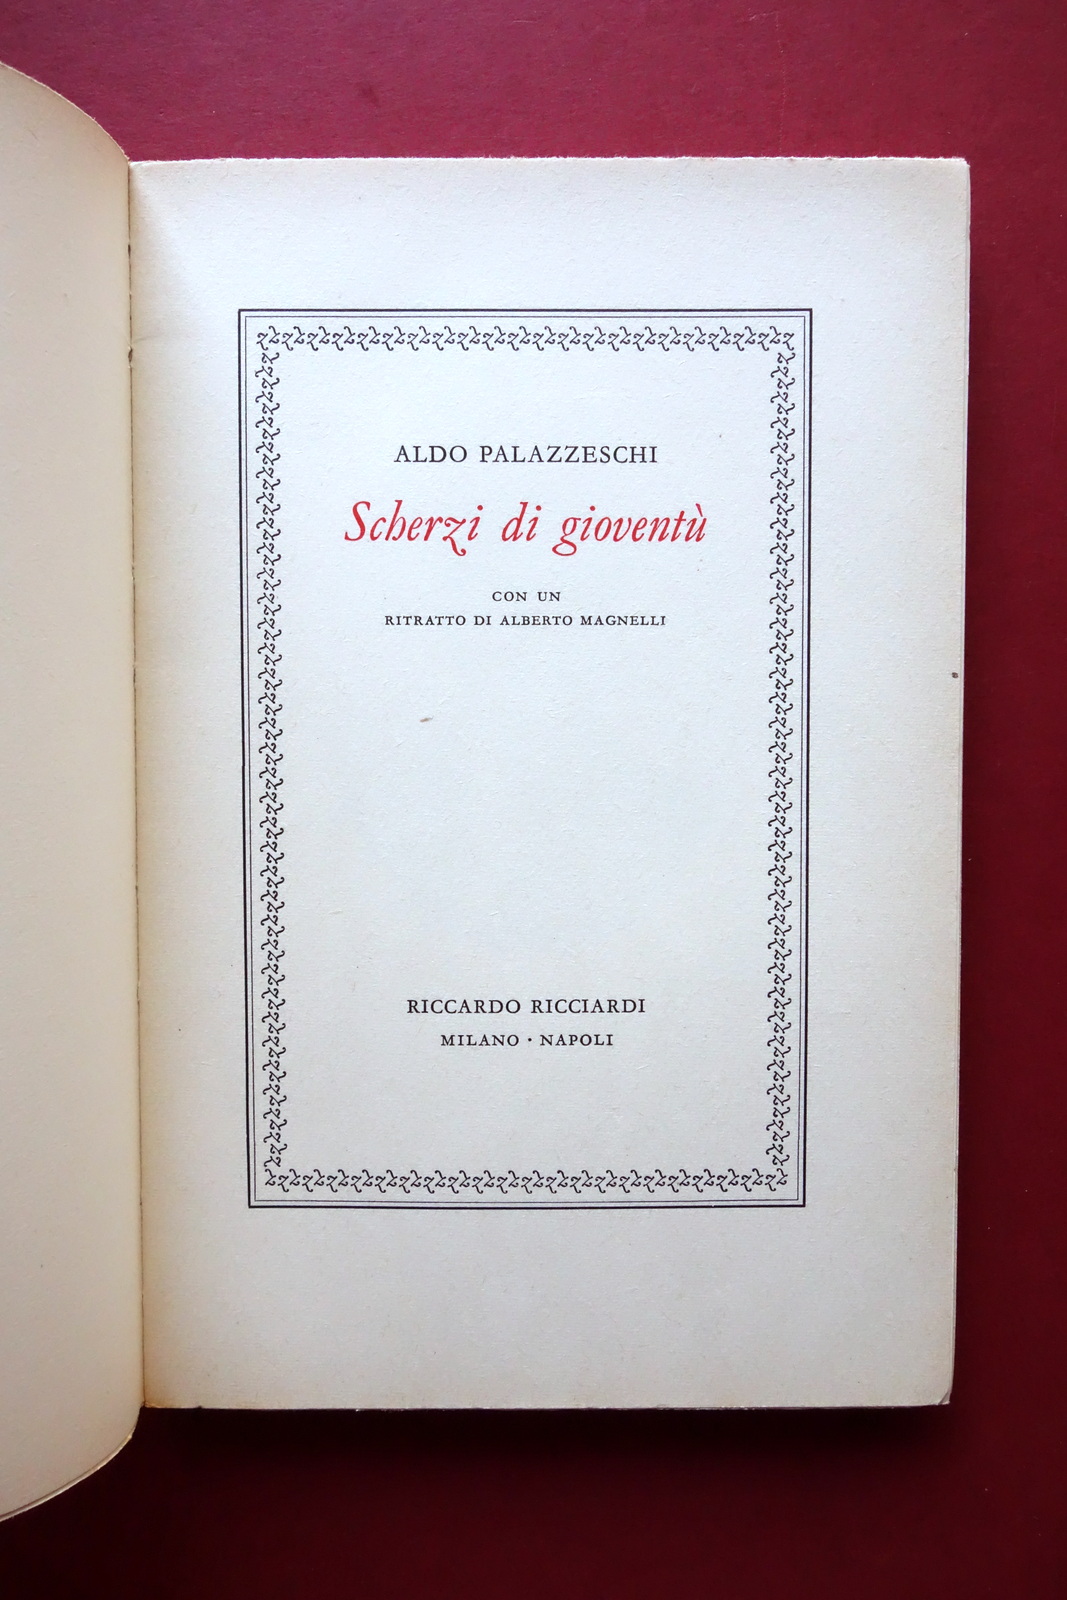 ALDO PALAZZESCHI
Scherzi di gioventù
CON UN
RITRATTO DI ALBERTO MAGNELLI
RICCARDO RICCIARDI
MILANO · NAPOLI